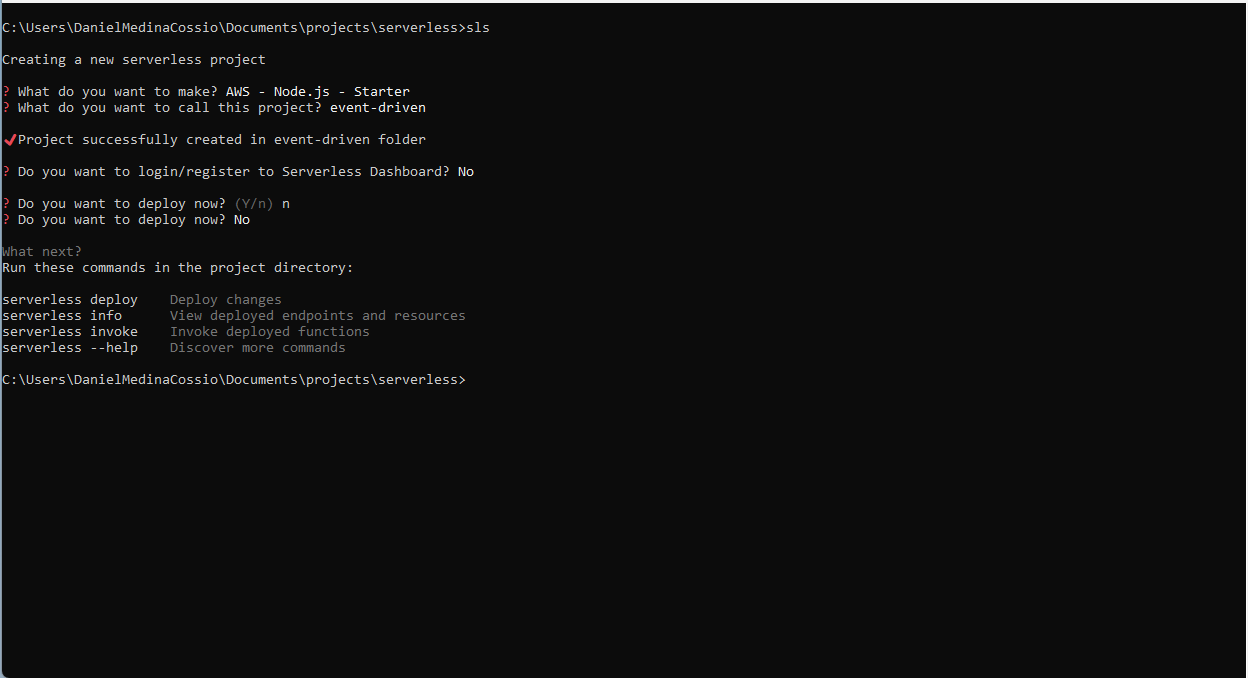 C:\Users\DanielMedinaCossio\Documents\projects\serverless>sls
Creating a new serverless project
? What do you want to make? AWS - Node.js - Starter
? What do you want to call this project? event-driven
✔Project successfully created in event-driven folder
? Do you want to login/register to Serverless Dashboard? No
? Do you want to deploy now? (Y/n) n
? Do you want to deploy now? No
What next?
Run these commands in the project directory:
serverless deploy    Deploy changes
serverless info      View deployed endpoints and resources
serverless invoke    Invoke deployed functions
serverless --help    Discover more commands
C:\Users\DanielMedinaCossio\Documents\projects\serverless>